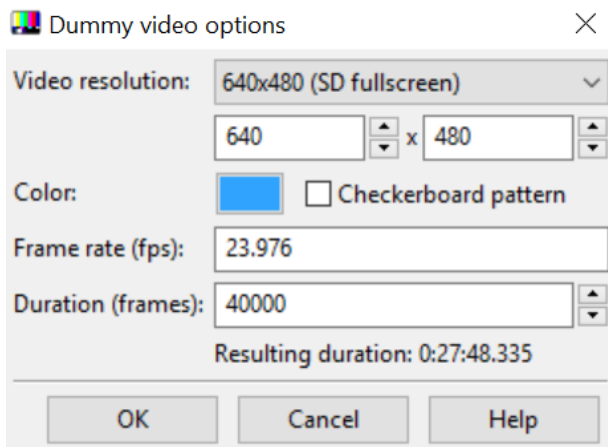 Dummy video options
Video resolution: 640x480 (SD fullscreen)
640 x 480
Color: Checkerboard pattern
Frame rate (fps): 23.976
Duration (frames): 40000
Resulting duration: 0:27:48.335
OK Cancel Help